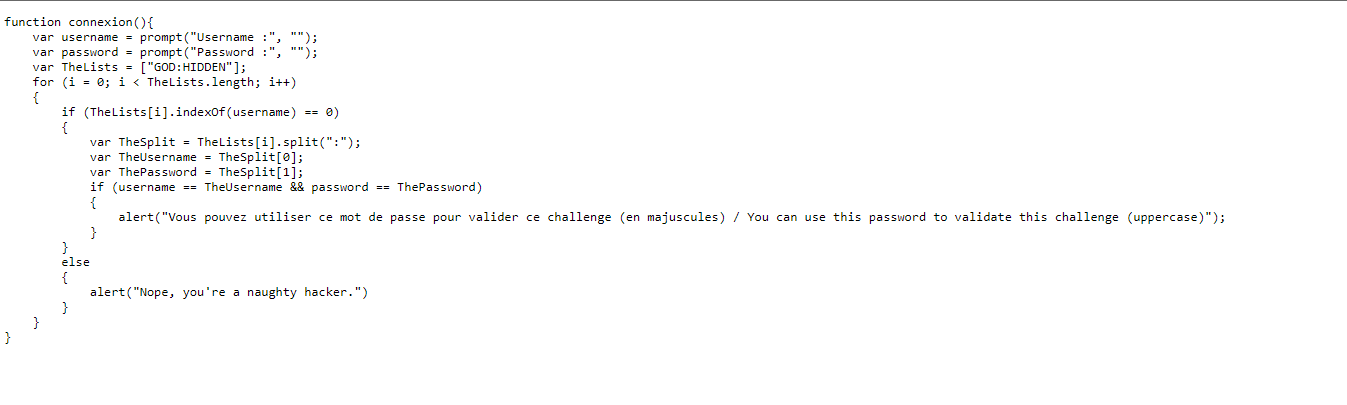 function connexion(){
    var username = prompt("Username :", "");
    var password = prompt("Password :", "");
    var TheLists = ["GOD:HIDDEN"];
    for (i = 0; i < TheLists.length; i++)
    {
        if (TheLists[i].indexOf(username) == 0)
        {
            var TheSplit = TheLists[i].split(":");
            var TheUsername = TheSplit[0];
            var ThePassword = TheSplit[1];
            if (username == TheUsername && password == ThePassword)
            {
                alert("Vous pouvez utiliser ce mot de passe pour valider ce challenge (en majuscules) / You can use this password to validate this challenge (uppercase)");
            }
        }
        else
        {
            alert("Nope, you're a naughty hacker.")
        }
    }
}